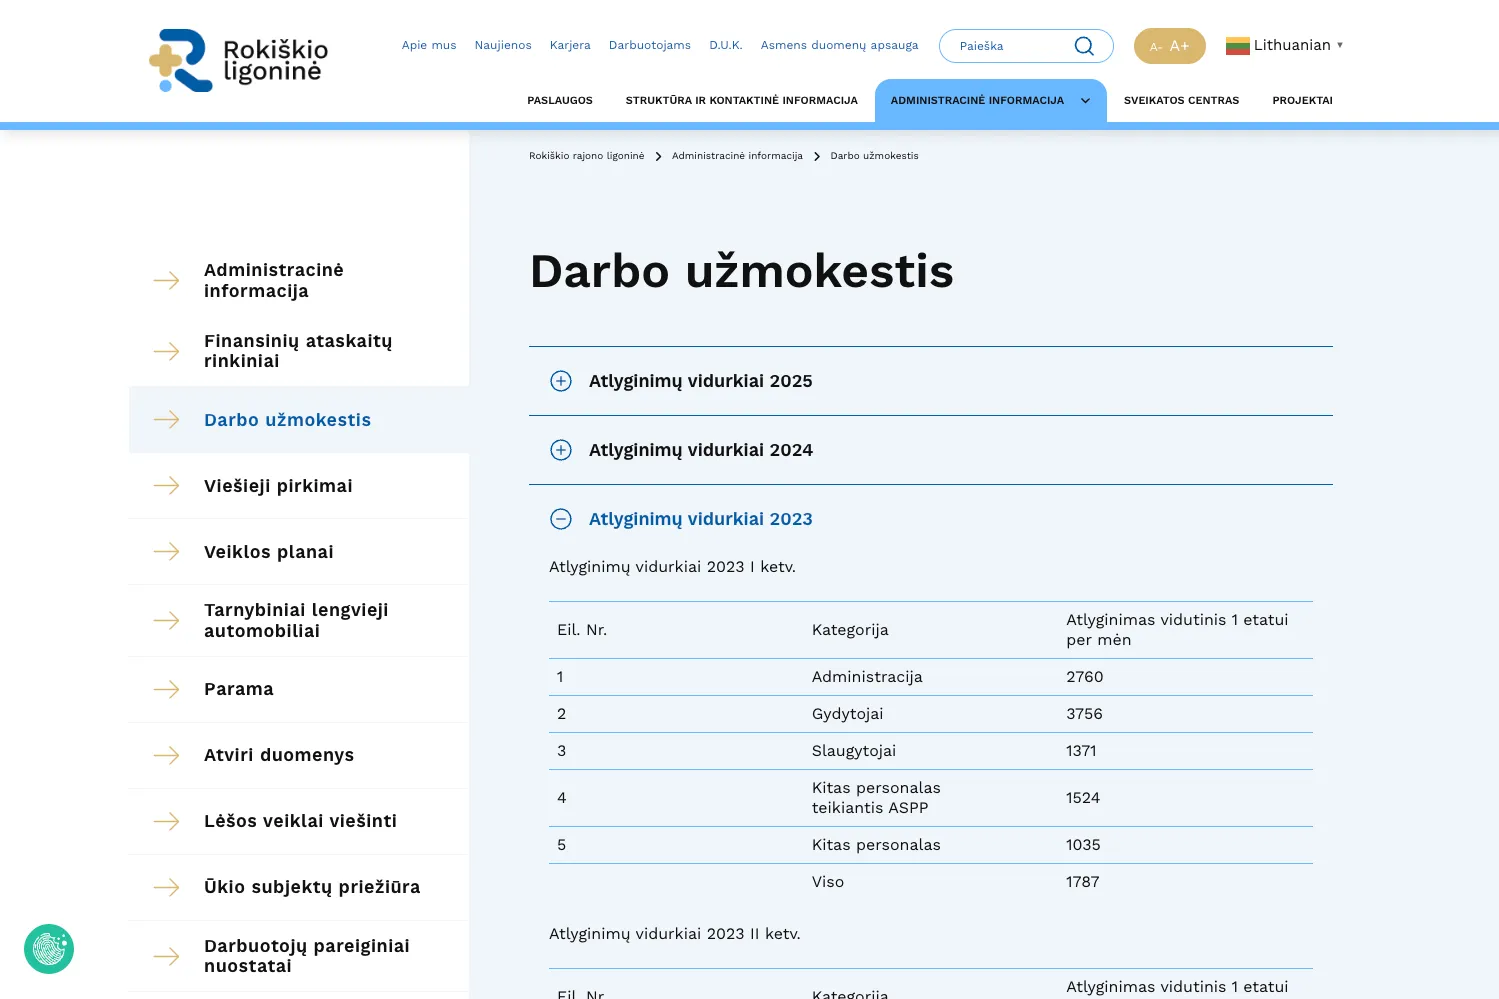 Rokiškio
ligoninė
Apie mus Naujienos Karjera Darbuotojams D.U.K. Asmens duomenų apsauga
Paieška
A- A+
Lithuanian ▼
PASLAUGOS STRUKTŪRA IR KONTAKTINĖ INFORMACIJA ADMINISTRACINĖ INFORMACIJA SVEIKATOS CENTRAS PROJEKTAI
Rokiškio rajono ligoninė Administracinė informacija Darbo užmokestis
Administracinė
informacija
Finansinių ataskaitų
rinkiniai
Darbo užmokestis
Viešieji pirkimai
Veiklos planai
Tarnybiniai lengvieji
automobiliai
Parama
Atviri duomenys
Lėšos veiklai viešinti
Ūkio subjektų priežiūra
Darbuotojų pareiginiai
nuostatai
Darbo užmokestis
Atlyginimų vidurkiai 2025
Atlyginimų vidurkiai 2024
Atlyginimų vidurkiai 2023
Atlyginimų vidurkiai 2023 I ketv.
Eil. Nr. Kategorija Atlyginimas vidutinis 1 etatui
per mėn
1 Administracija 2760
2 Gydytojai 3756
3 Slaugytojai 1371
4 Kitas personalas
teikiantis ASPP 1524
5 Kitas personalas 1035
Viso 1787
Atlyginimų vidurkiai 2023 II ketv.
Eil. Nr. Kategorija Atlyginimas vidutinis 1 etatui